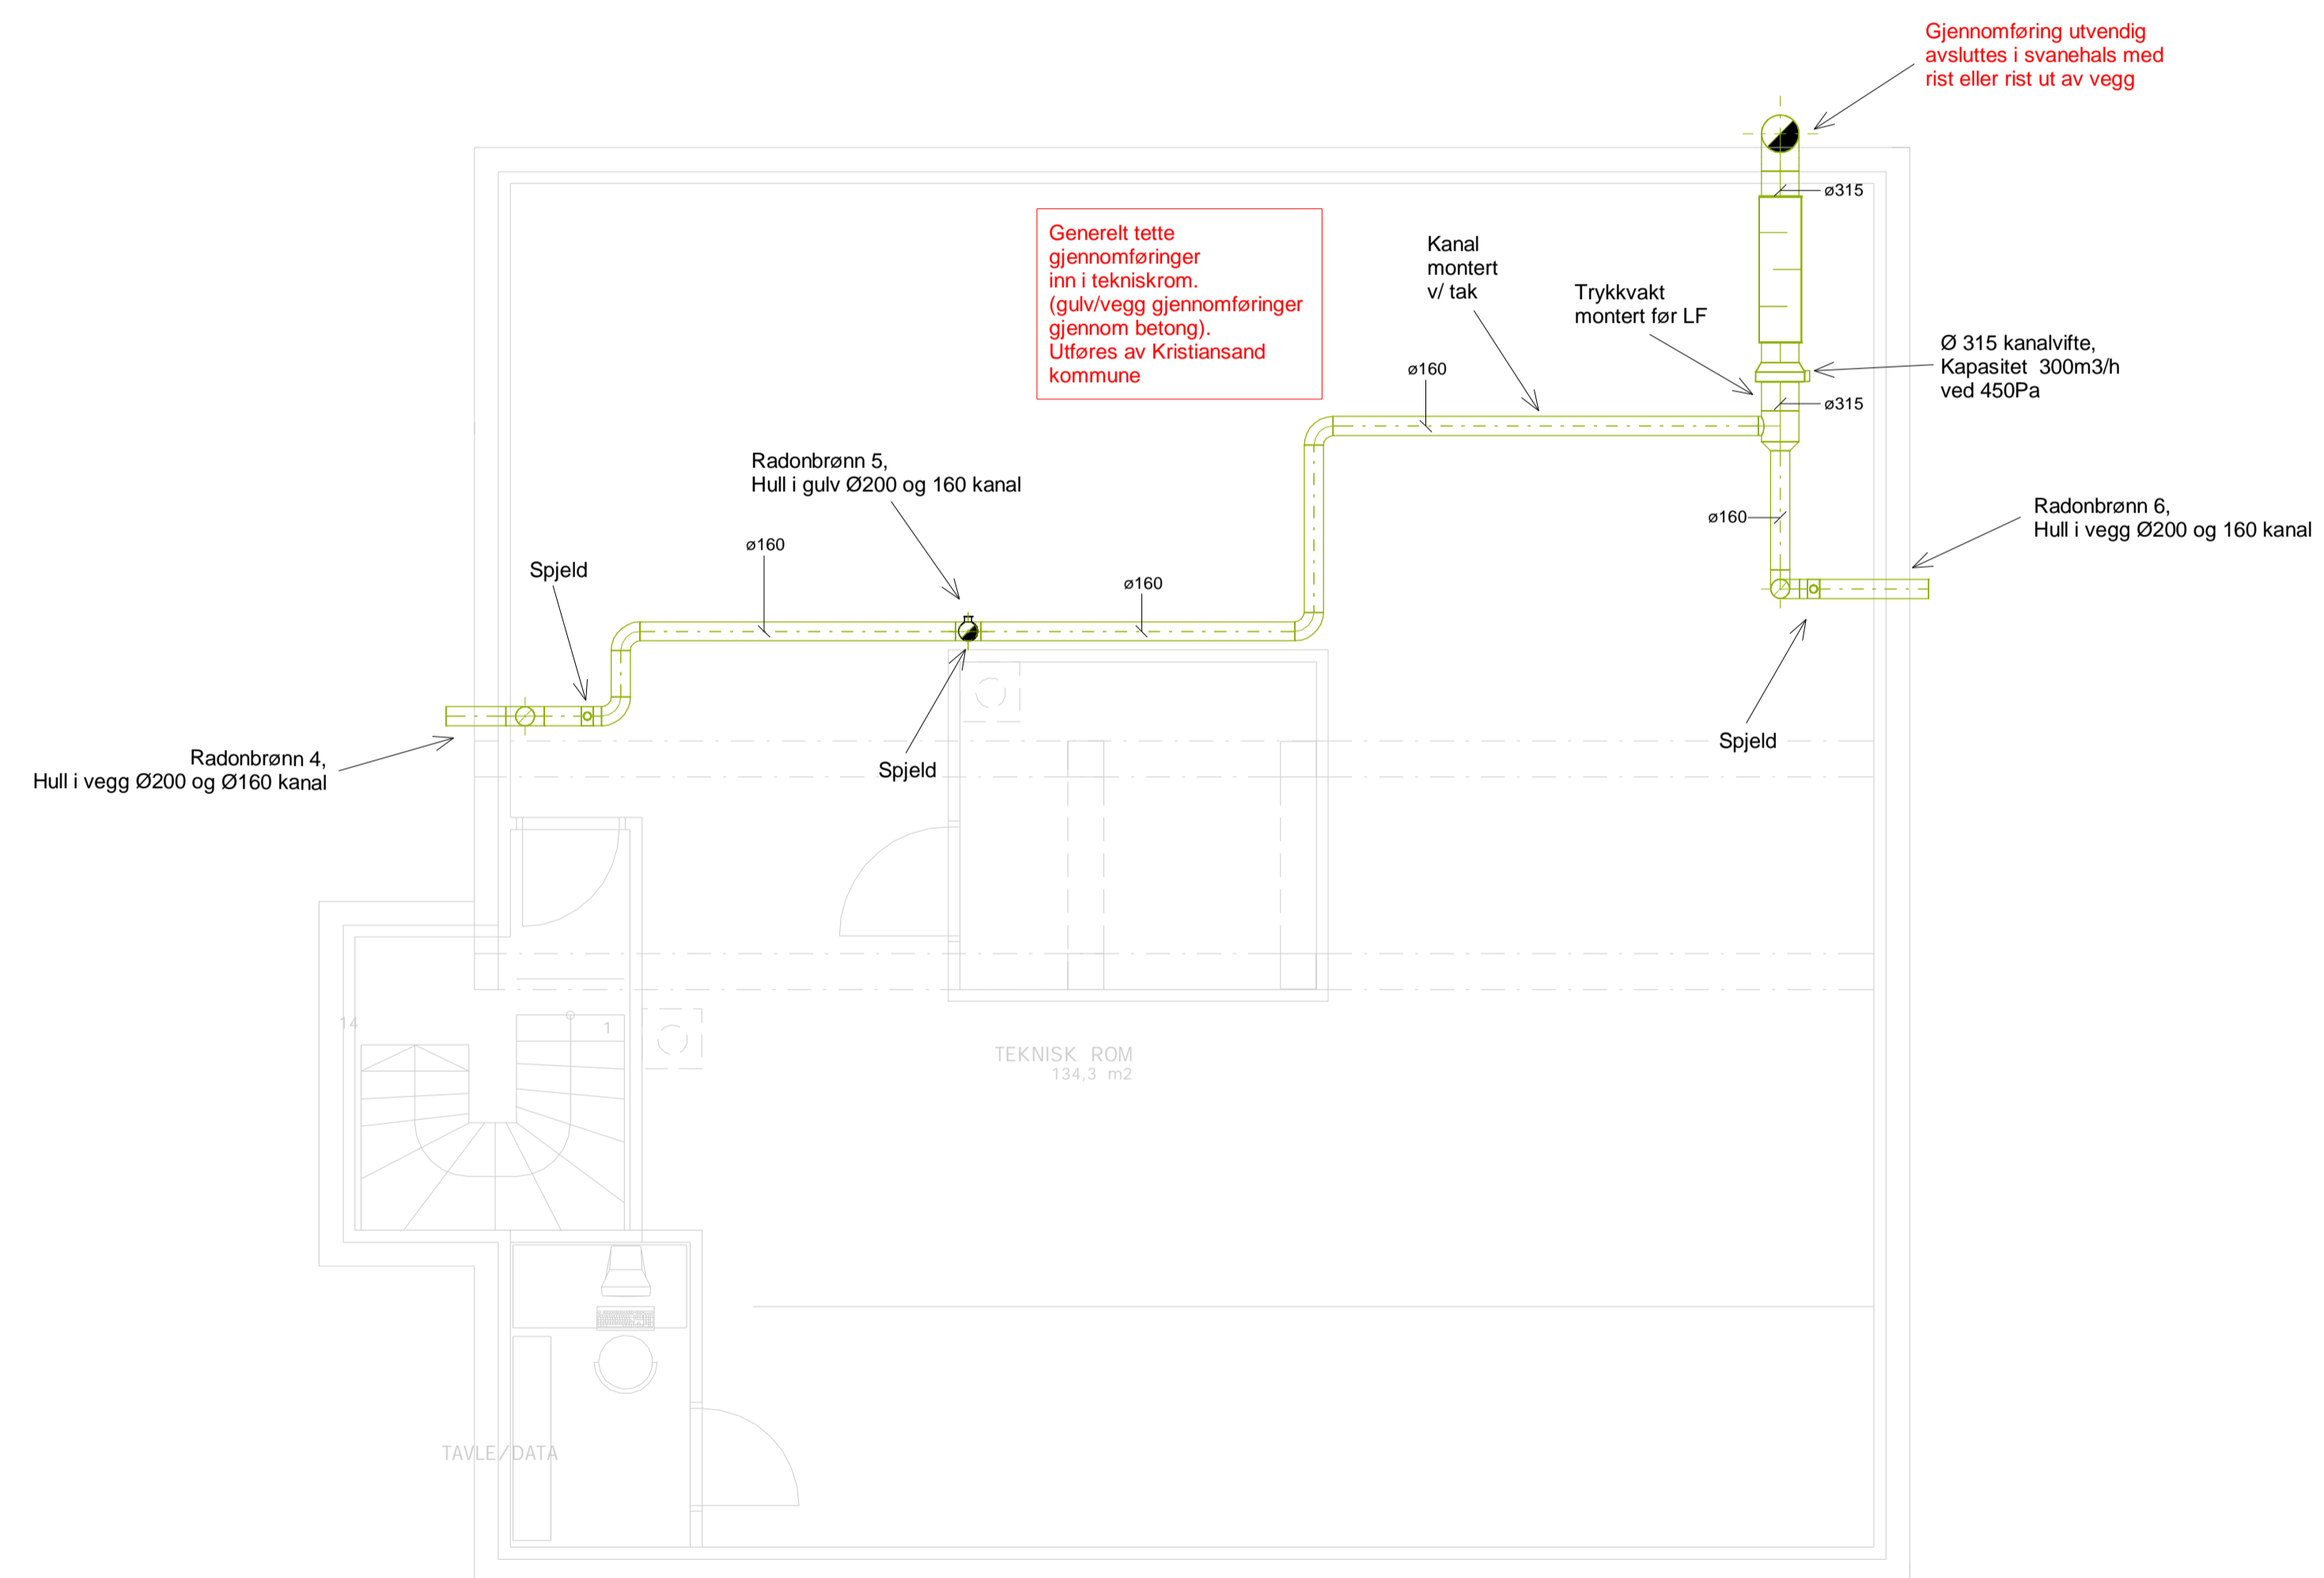 Gjennomføring utvendig
avsluttes i svanehals med
rist eller rist ut av vegg
ø315
Generelt tette
gjennomføringer
inn i tekniskrom.
(gulv/vegg gjennomføringer
gjennom betong).
Utføres av Kristiansand
kommune
Kanal
montert
v/ tak
Trykkvakt
montert før LF
Ø 315 kanalvifte,
Kapasitet  300m3/h
ved 450Pa
ø160
ø315
Radonbrønn 5,
Hull i gulv Ø200 og 160 kanal
Radonbrønn 6,
Hull i vegg Ø200 og 160 kanal
ø160
ø160
Spjeld
ø160
Radonbrønn 4,
Hull i vegg Ø200 og Ø160 kanal
Spjeld
Spjeld
14
1
TEKNISK ROM
134,3 m2
TAVLE/DATA